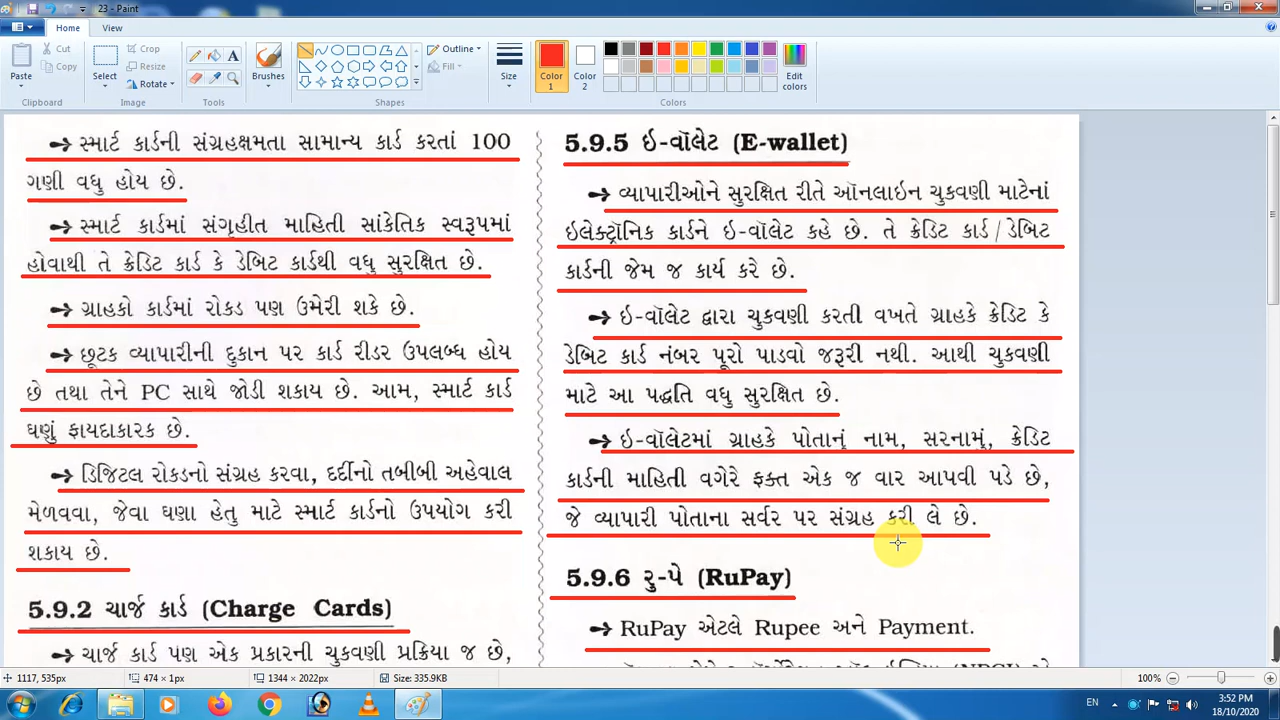 23 - Paint
Home
View
Paste
Cut
Copy
Clipboard
Select
Crop
Resize
Rotate
Image
Tools
Brushes
Outline
Fill
Shapes
Size
Color 1
Color 2
Edit colors
Colors
➔ સ્માર્ટ કાર્ડની સંગ્રહક્ષમતા સામાન્ય કાર્ડ કરતાં 100
ગણી વધુ હોય છે.
➔ સ્માર્ટ કાર્ડમાં સંગૃહીત માહિતી સાંકેતિક સ્વરૂપમાં
હોવાથી તે ક્રેડિટ કાર્ડ કે ડેબિટ કાર્ડથી વધુ સુરક્ષિત છે.
➔ ગ્રાહકો કાર્ડમાં રોકડ પણ ઉમેરી શકે છે.
➔ છૂટક વ્યાપારીની દુકાન પર કાર્ડ રીડર ઉપલબ્ધ હોય
છે તથા તેને PC સાથે જોડી શકાય છે. આમ, સ્માર્ટ કાર્ડ
ઘણું ફાયદાકારક છે.
➔ ડિજિટલ રોકડનો સંગ્રહ કરવા, દર્દીનો તબીબી અહેવાલ
મેળવવા, જેવા ઘણા હેતુ માટે સ્માર્ટ કાર્ડનો ઉપયોગ કરી
શકાય છે.
5.9.2 ચાર્જ કાર્ડ (Charge Cards)
➔ ચાર્જ કાર્ડ પણ એક પ્રકારની ચુકવણી પ્રક્રિયા જ છે,
5.9.5 ઇ-વૉલેટ (E-wallet)
➔ વ્યાપારીઓને સુરક્ષિત રીતે ઑનલાઇન ચુકવણી માટેનાં
ઇલેક્ટ્રૉનિક કાર્ડને ઇ-વૉલેટ કહે છે. તે ક્રેડિટ કાર્ડ/ડેબિટ
કાર્ડની જેમ જ કાર્ય કરે છે.
➔ ઇ-વૉલેટ દ્વારા ચુકવણી કરતી વખતે ગ્રાહકે ક્રેડિટ કે
ડેબિટ કાર્ડ નંબર પૂરો પાડવો જરૂરી નથી. આથી ચુકવણી
માટે આ પદ્ધતિ વધુ સુરક્ષિત છે.
➔ ઇ-વૉલેટમાં ગ્રાહકે પોતાનું નામ, સરનામું, ક્રેડિટ
કાર્ડની માહિતી વગેરે ફક્ત એક જ વાર આપવી પડે છે,
જે વ્યાપારી પોતાના સર્વર પર સંગ્રહ કરી લે છે.
5.9.6 રુ-પે (RuPay)
➔ RuPay એટલે Rupee અને Payment.
1117, 535px
474 × 1px
1344 × 2022px
Size: 335.9KB
100%
EN
3:52 PM
18/10/2020